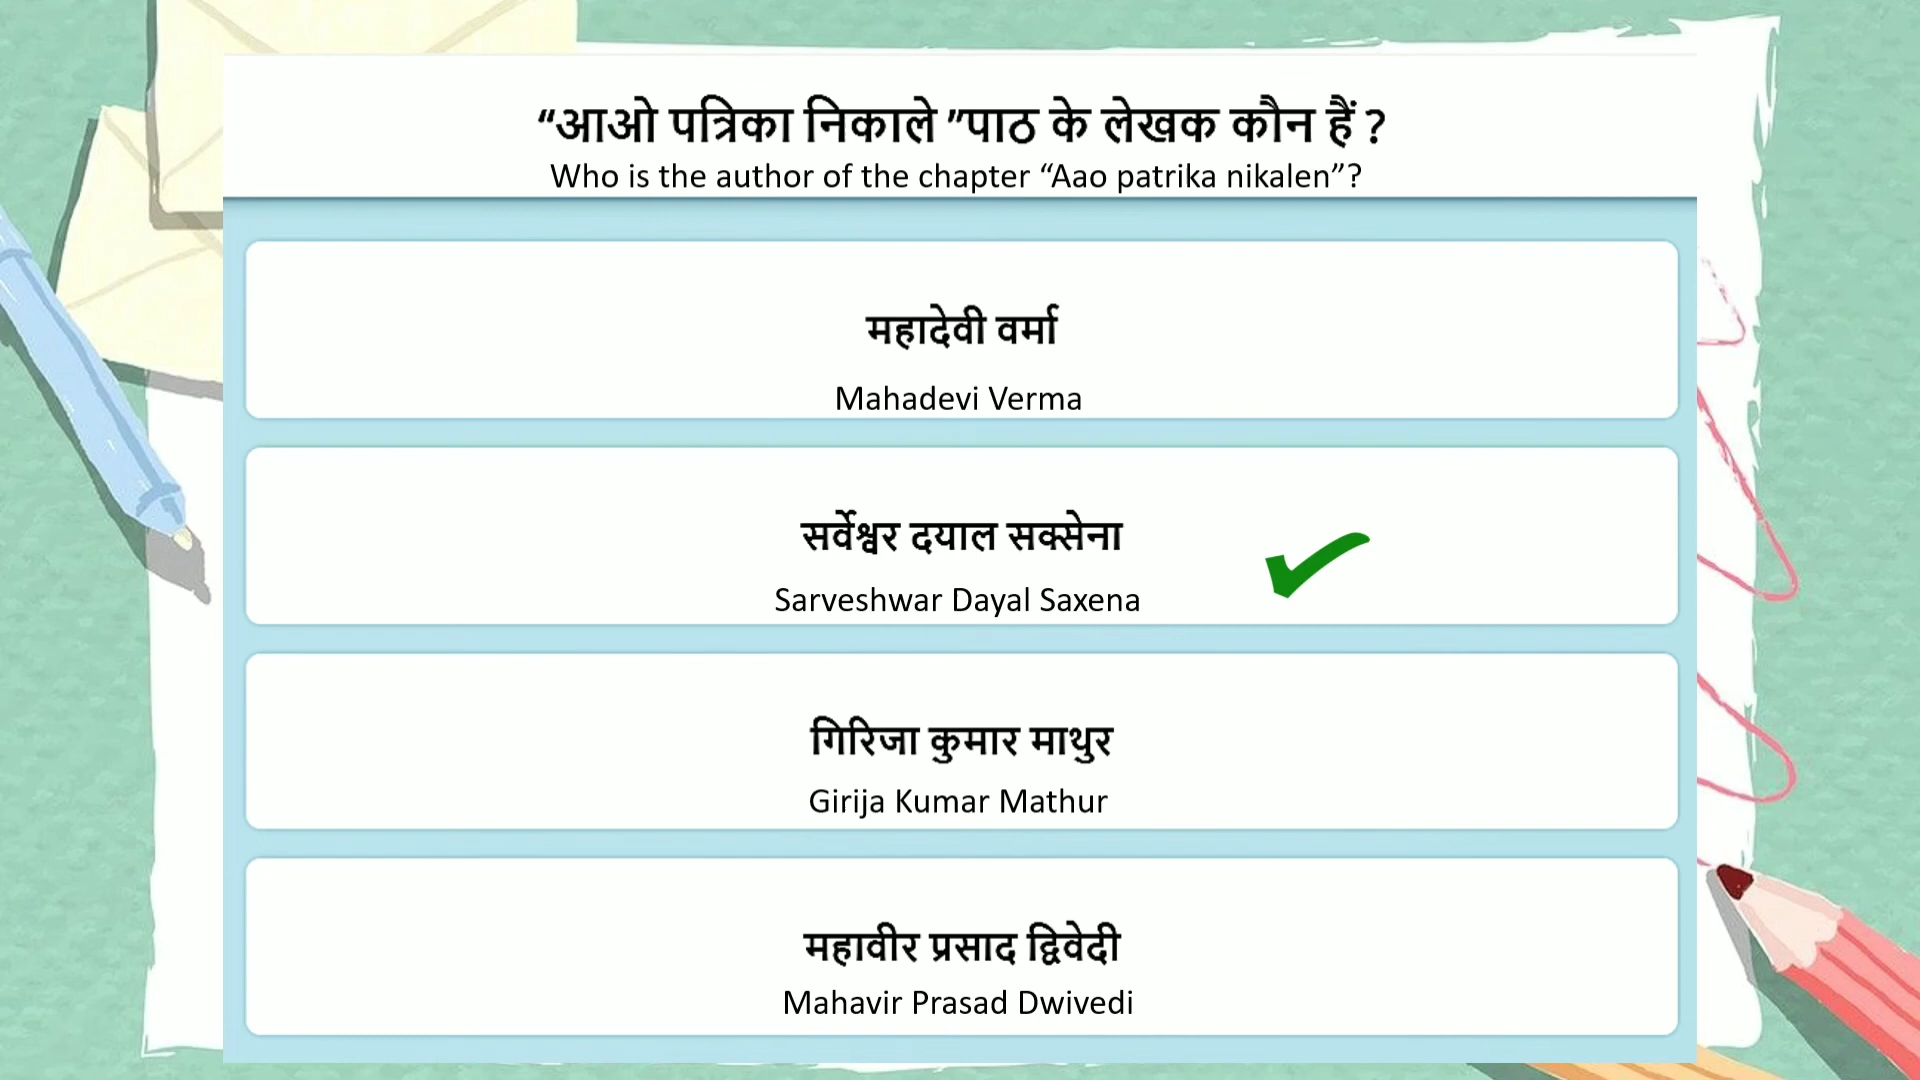 “आओ पत्रिका निकाले ”पाठ के लेखक कौन हैं ?
Who is the author of the chapter “Aao patrika nikalen”?
महादेवी वर्मा
Mahadevi Verma
सर्वेश्वर दयाल सक्सेना
Sarveshwar Dayal Saxena
गिरिजा कुमार माथुर
Girija Kumar Mathur
महावीर प्रसाद द्विवेदी
Mahavir Prasad Dwivedi